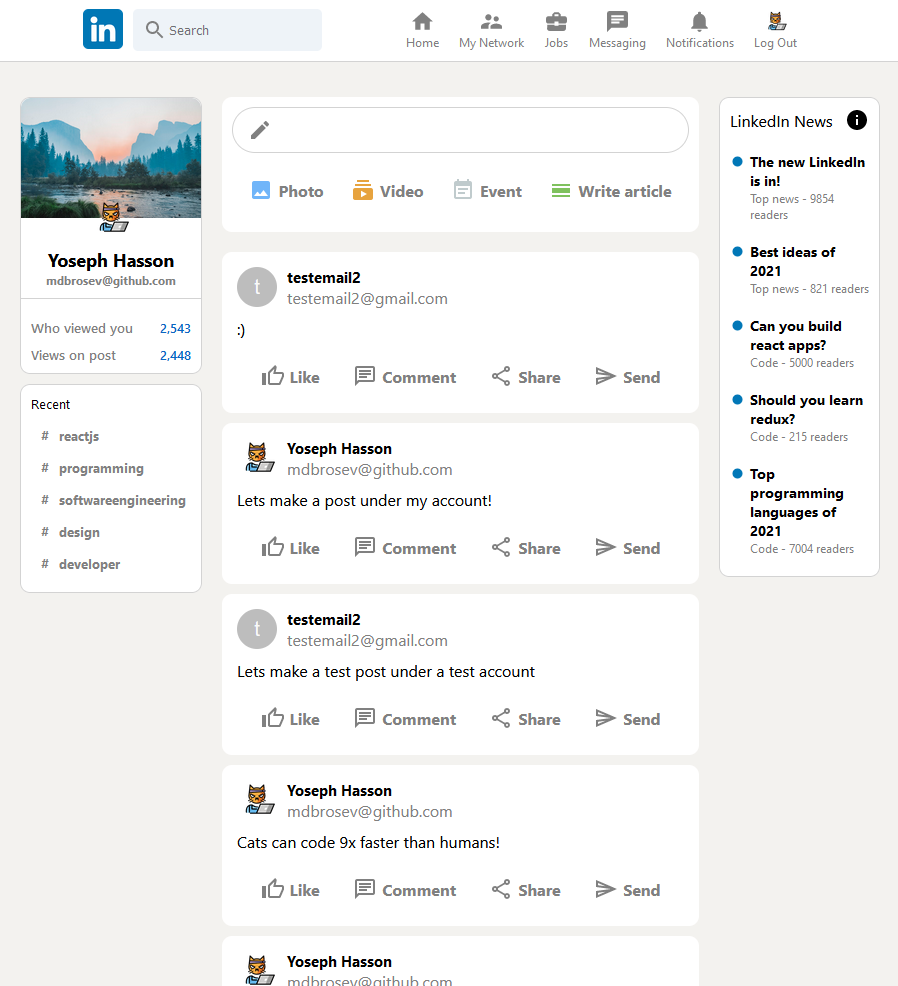 in
Search
Home
My Network
Jobs
Messaging
Notifications
Log Out
Yoseph Hasson
mdbrosev@github.com
Who viewed you 2,543
Views on post 2,448
Recent
# reactjs
# programming
# softwareengineering
# design
# developer
Photo
Video
Event
Write article
t
testemail2
testemail2@gmail.com
:)
Like
Comment
Share
Send
Yoseph Hasson
mdbrosev@github.com
Lets make a post under my account!
Like
Comment
Share
Send
t
testemail2
testemail2@gmail.com
Lets make a test post under a test account
Like
Comment
Share
Send
Yoseph Hasson
mdbrosev@github.com
Cats can code 9x faster than humans!
Like
Comment
Share
Send
Yoseph Hasson
mdbrosev@github.com
LinkedIn News
The new LinkedIn
is in!
Top news - 9854
readers
Best ideas of
2021
Top news - 821 readers
Can you build
react apps?
Code - 5000 readers
Should you learn
redux?
Code - 215 readers
Top
programming
languages of
2021
Code - 7004 readers